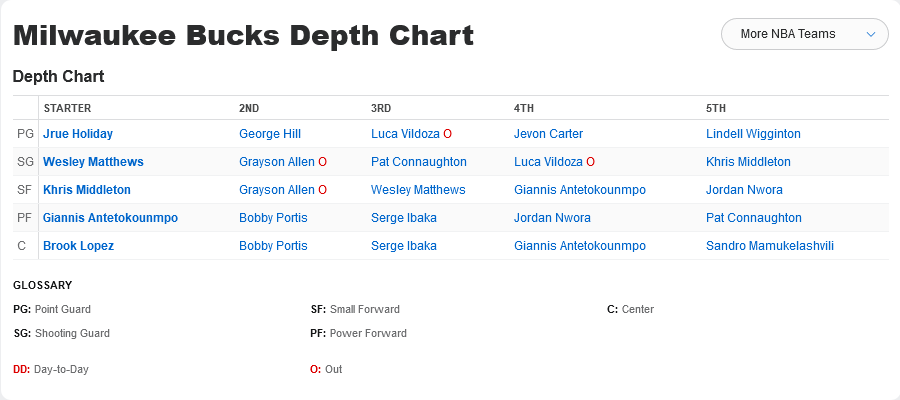 Milwaukee Bucks Depth Chart
More NBA Teams
Depth Chart
STARTER 2ND 3RD 4TH 5TH
PG Jrue Holiday George Hill Luca Vildoza O Jevon Carter Lindell Wigginton
SG Wesley Matthews Grayson Allen O Pat Connaughton Luca Vildoza O Khris Middleton
SF Khris Middleton Grayson Allen O Wesley Matthews Giannis Antetokounmpo Jordan Nwora
PF Giannis Antetokounmpo Bobby Portis Serge Ibaka Jordan Nwora Pat Connaughton
C Brook Lopez Bobby Portis Serge Ibaka Giannis Antetokounmpo Sandro Mamukelashvili
GLOSSARY
PG: Point Guard SF: Small Forward C: Center
SG: Shooting Guard PF: Power Forward
DD: Day-to-Day O: Out